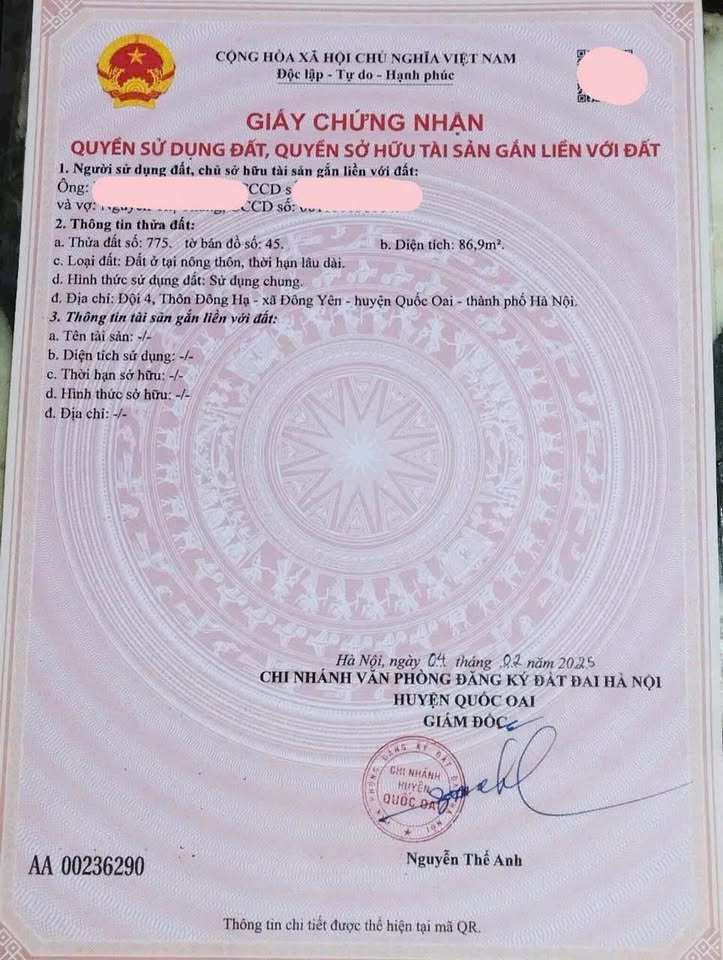 CỘNG HÒA XÃ HỘI CHỦ NGHĨA VIỆT NAM
Độc lập - Tự do - Hạnh phúc
GIẤY CHỨNG NHẬN
QUYỀN SỬ DỤNG ĐẤT, QUYỀN SỞ HỮU TÀI SẢN GẮN LIỀN VỚI ĐẤT
1. Người sử dụng đất, chủ sở hữu tài sản gắn liền với đất:
Ông: CCCD s
và vợ: CCCD số:
2. Thông tin thửa đất:
a. Thửa đất số: 775. tờ bản đồ số: 45. b. Diện tích: 86,9m².
c. Loại đất: Đất ở tại nông thôn, thời hạn lâu dài.
d. Hình thức sử dụng đất: Sử dụng chung.
đ. Địa chỉ: Đội 4, Thôn Đông Hạ - xã Đông Yên - huyện Quốc Oai - thành phố Hà Nội.
3. Thông tin tài sản gắn liền với đất:
a. Tên tài sản: -/-
b. Diện tích sử dụng: -/-
c. Thời hạn sở hữu: -/-
d. Hình thức sở hữu: -/-
đ. Địa chỉ: -/-
Hà Nội, ngày 04 tháng .02 năm 2025
CHI NHÁNH VĂN PHÒNG ĐĂNG KÝ ĐẤT ĐAI HÀ NỘI
HUYỆN QUỐC OAI
GIÁM ĐỐC
CHI NHÁNH
HUYỆN
QUỐC OAI
Nguyễn Thế Anh
AA 00236290
Thông tin chi tiết được thể hiện tại mã QR.